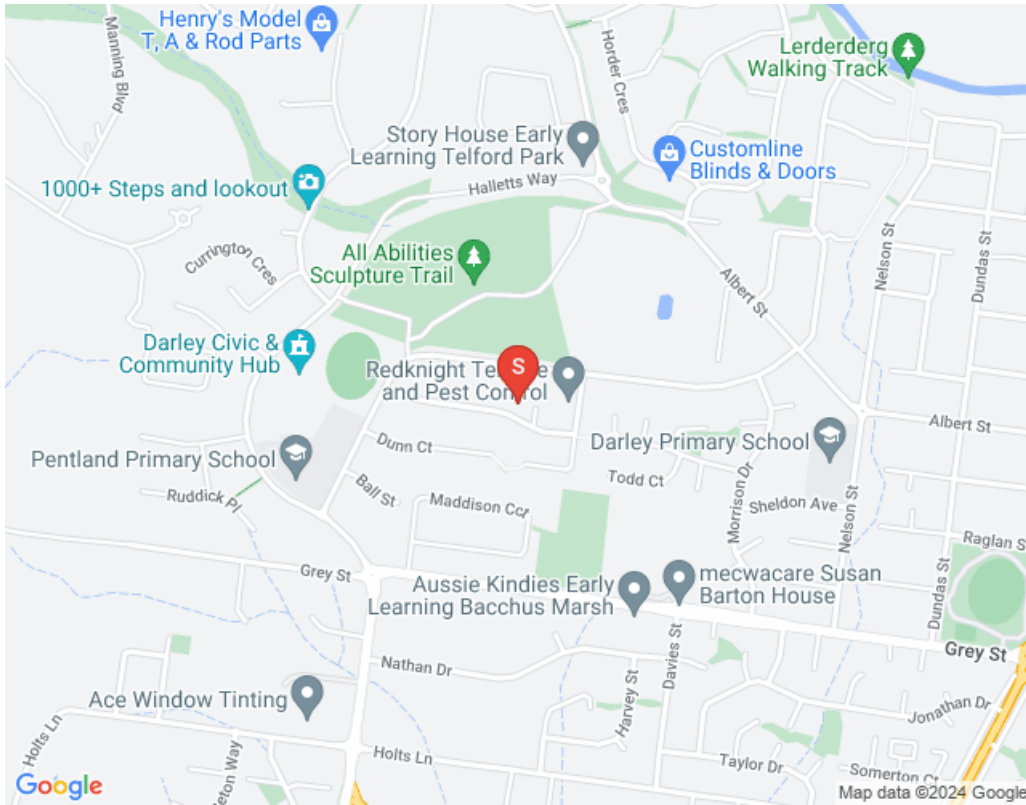 Henry's Model
T, A & Rod Parts
Manning Blvd
Horder Cres
Lerderderg
Walking Track
Story House Early
Learning Telford Park
Customline
Blinds & Doors
1000+ Steps and lookout
Halletts Way
Nelson St
Dundas St
Currington Cres
All Abilities
Sculpture Trail
Albert St
Darley Civic &
Community Hub
S
Redknight
and Pest Control
Albert St
Dunn Ct
Darley Primary School
Pentland Primary School
Todd Ct
Ruddick Pl
Ball St
Maddison
Morrison Dr
Sheldon Ave
Nelson St
Raglan S
Grey St
Aussie Kindies Early
Learning Bacchus Marsh
mecwacare Susan
Barton House
Dundas St
Grey St
Nathan Dr
Davies St
Harvey St
Ace Window Tinting
Jonathan Dr
Holts Ln
eton Way
Holts Ln
Taylor Dr
Somerton Ct
Google
Map data ©2024 Google